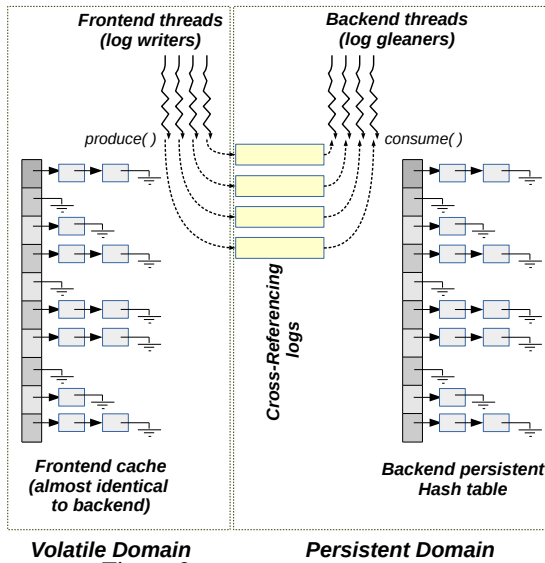 Frontend threads
(log writers)
Backend threads
(log gleaners)
produce( )
consume( )
Cross-Referencing
logs
Frontend cache
(almost identical
to backend)
Backend persistent
Hash table
Volatile Domain
Persistent Domain